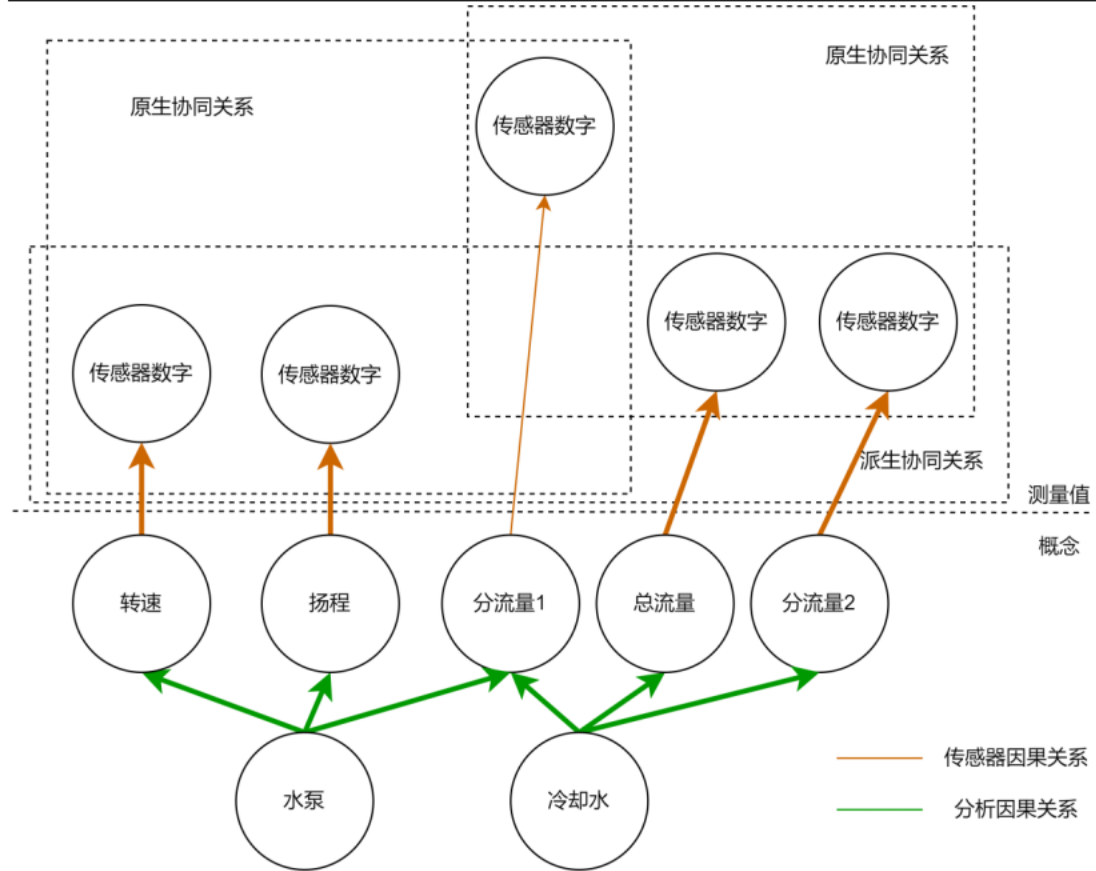 原生协同关系
原生协同关系
传感器数字
传感器数字
传感器数字
传感器数字
传感器数字
派生协同关系
测量值
概念
转速
扬程
分流量1
总流量
分流量2
水泵
冷却水
传感器因果关系
分析因果关系